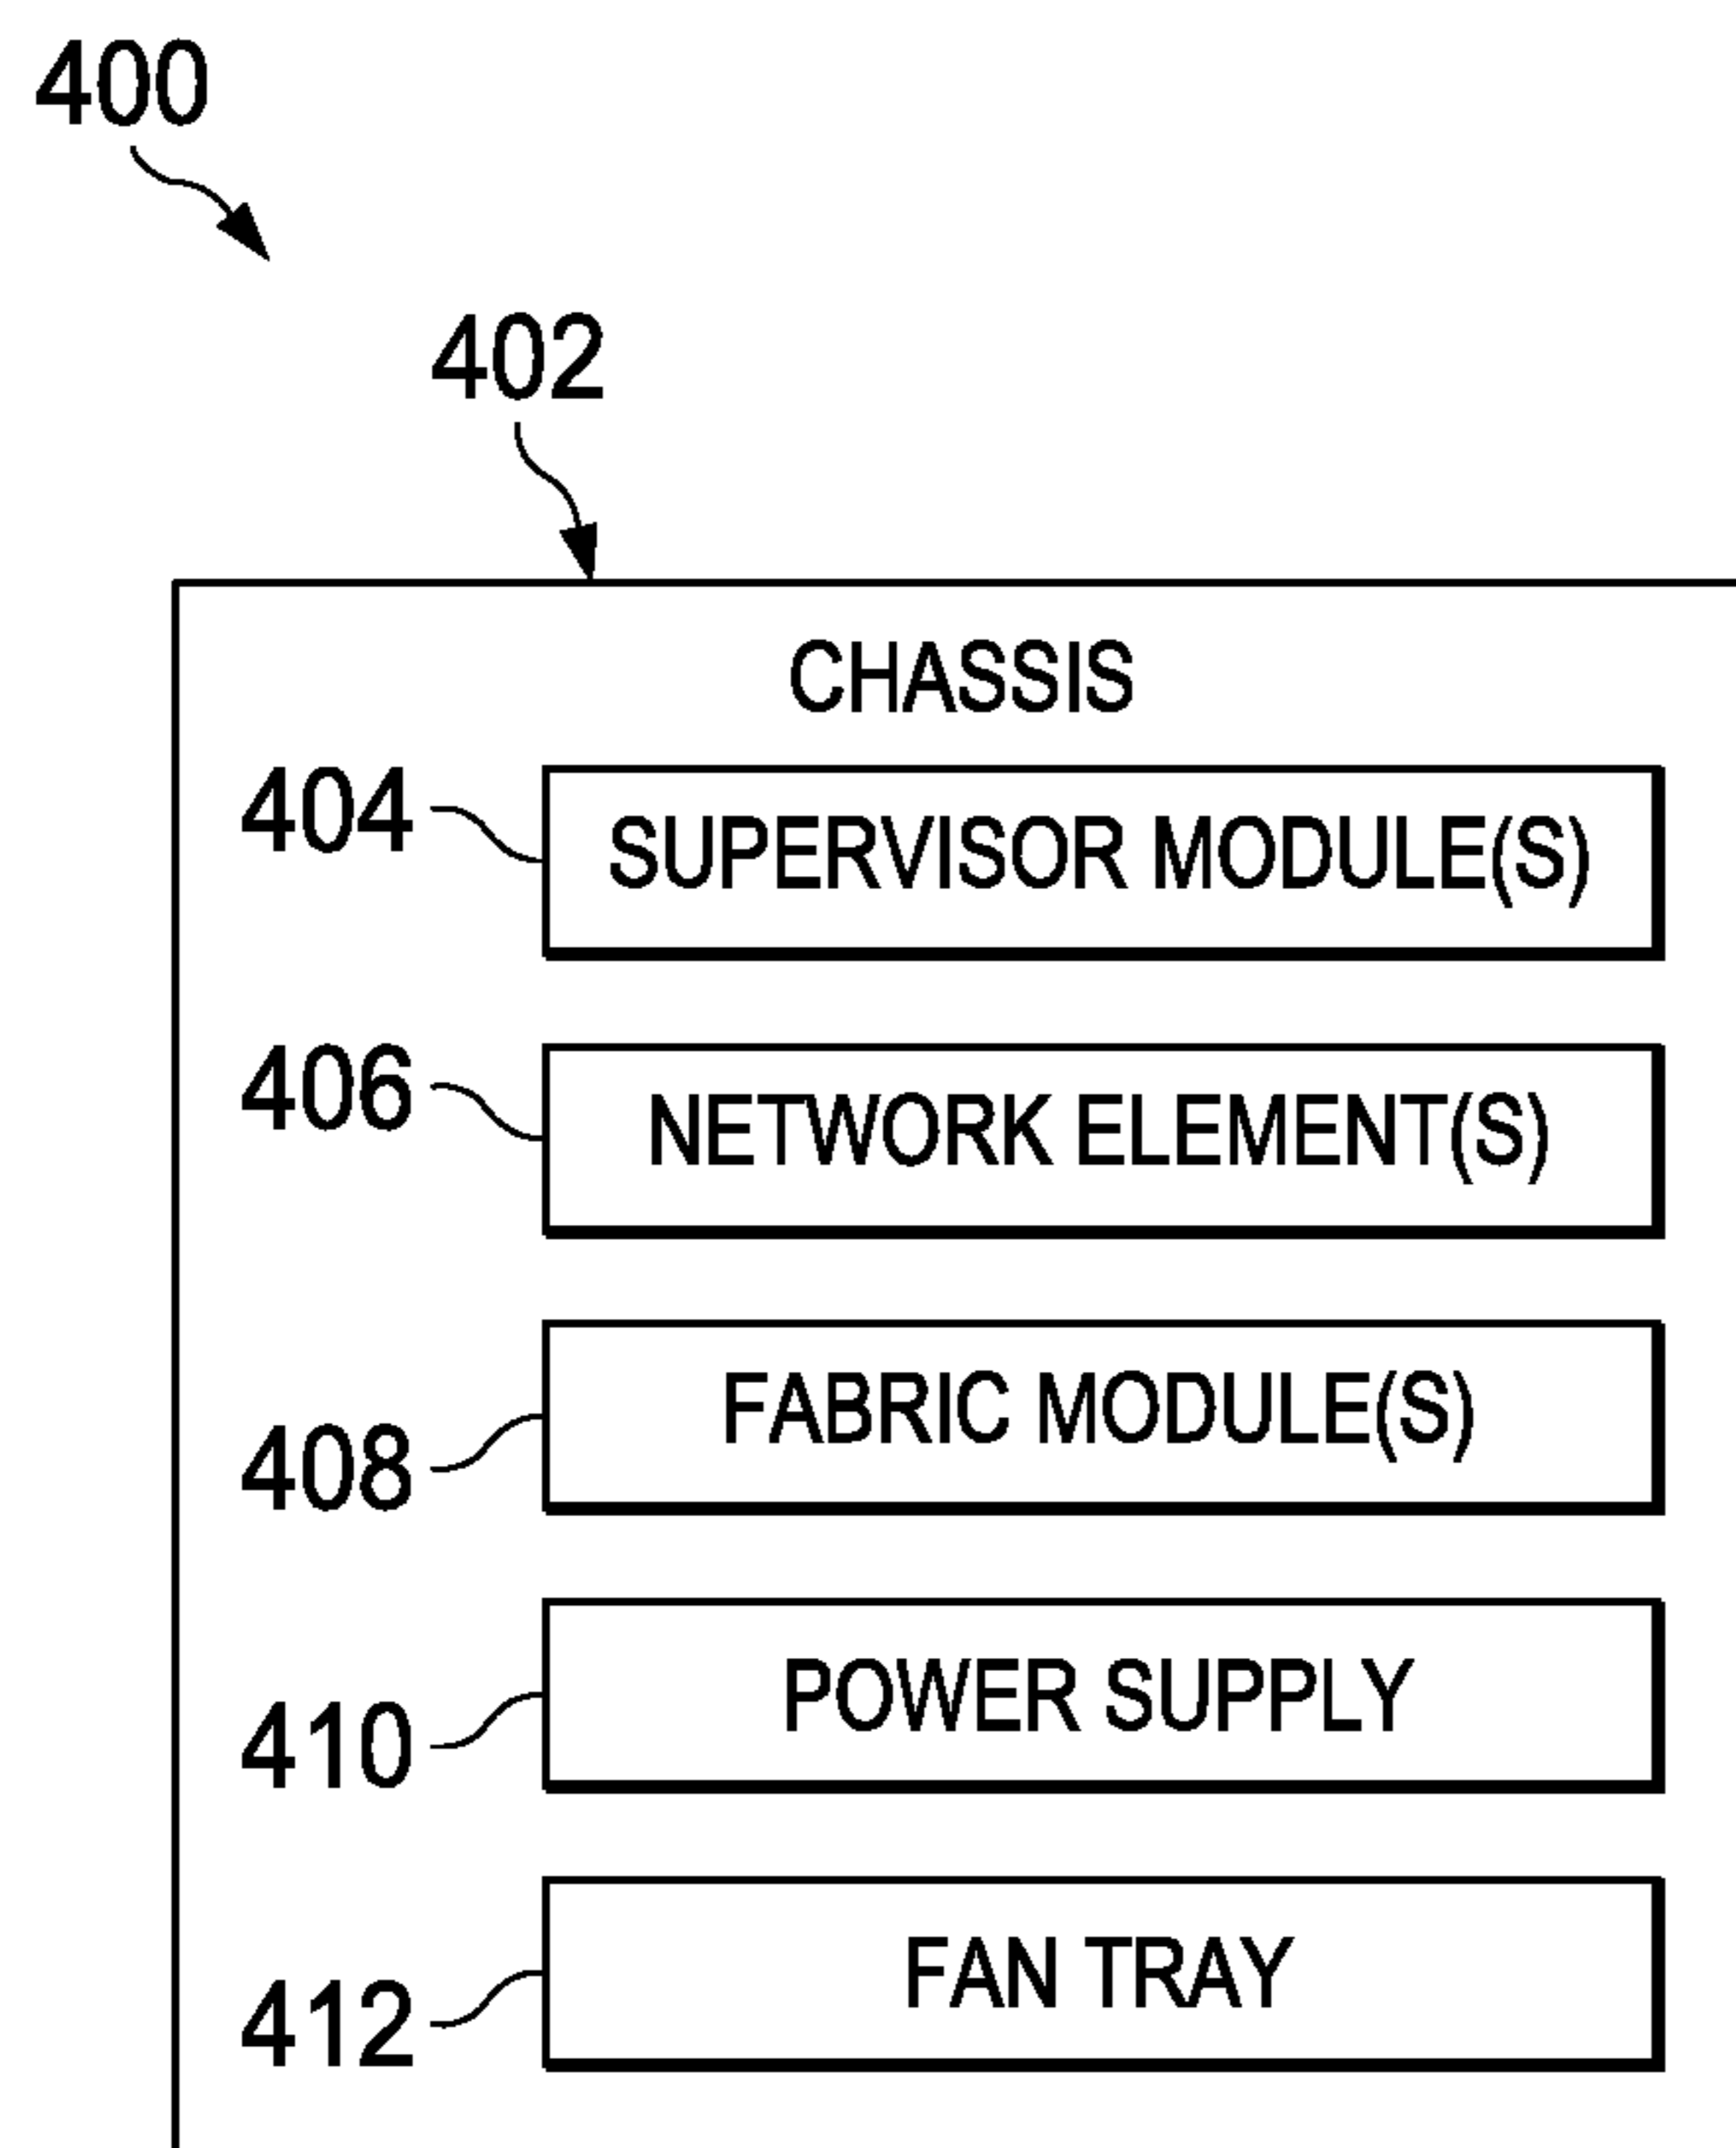 400
402
CHASSIS
404 SUPERVISOR MODULE(S)
406 NETWORK ELEMENT(S)
408 FABRIC MODULE(S)
410 POWER SUPPLY
412 FAN TRAY